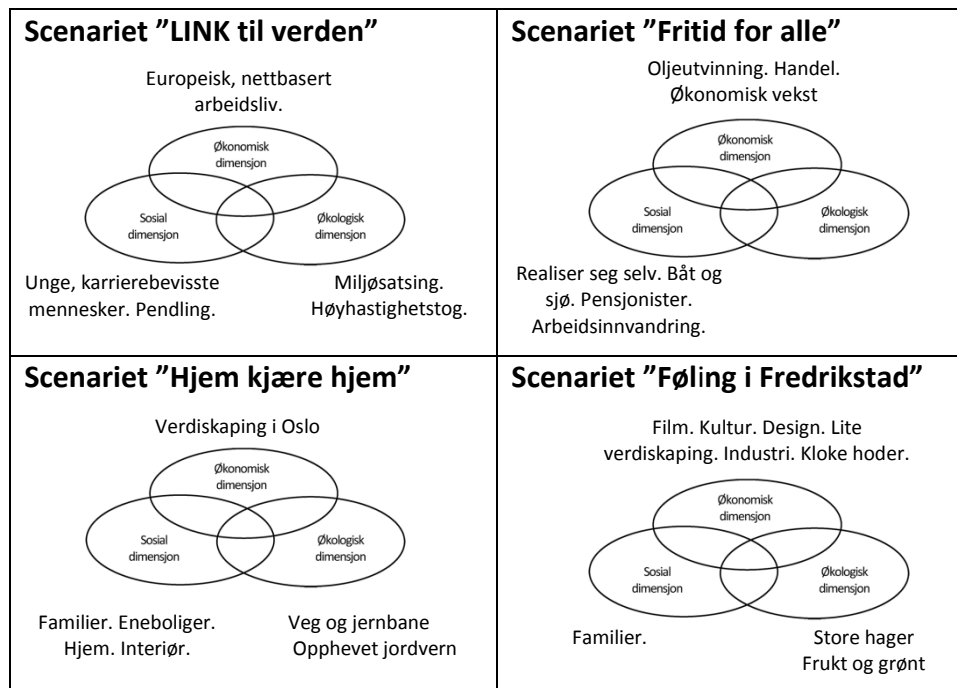 Scenariet ”LINK til verden”
Europeisk, nettbasert
arbeidsliv.
Økonomisk
dimensjon
Sosial
dimensjon
Økologisk
dimensjon
Unge, karrierebevisste
mennesker. Pendling.
Miljøsatsing.
Høyhastighetstog.
Scenariet ”Fritid for alle”
Oljeutvinning. Handel.
Økonomisk vekst
Økonomisk
dimensjon
Sosial
dimensjon
Økologisk
dimensjon
Realiser seg selv. Båt og
sjø. Pensjonister.
Arbeidsinnvandring.
Scenariet ”Hjem kjære hjem”
Verdiskaping i Oslo
Økonomisk
dimensjon
Sosial
dimensjon
Økologisk
dimensjon
Familier. Eneboliger.
Hjem. Interiør.
Veg og jernbane
Opphevet jordvern
Scenariet ”Føling i Fredrikstad”
Film. Kultur. Design. Lite
verdiskaping. Industri. Kloke hoder.
Økonomisk
dimensjon
Sosial
dimensjon
Økologisk
dimensjon
Familier.
Store hager
Frukt og grønt